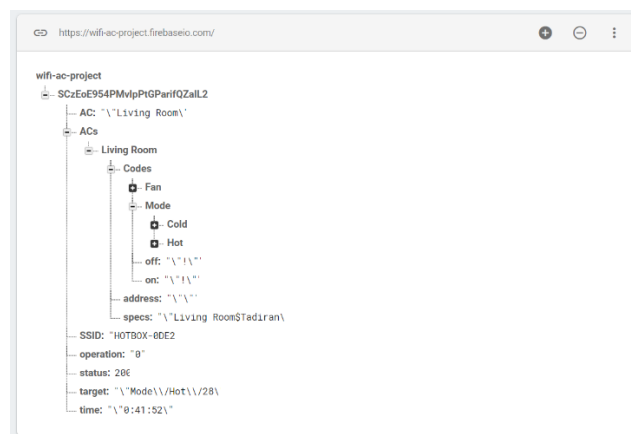 https://wifi-ac-project.firebaseio.com/
wifi-ac-project
SCzEoE954PMvlpPtGParifQZalL2
AC: "\"Living Room\'
ACs
Living Room
Codes
Fan
Mode
Cold
Hot
off: "\"!\"'
on: "\"!\"'
address: "\"\"'
specs: "\"Living Room$Tadiran\
SSID: "HOTBOX-0DE2
operation: "0"
status: 200
target: "\"Mode\\/Hot\\/28\
time: "\"0:41:52\"